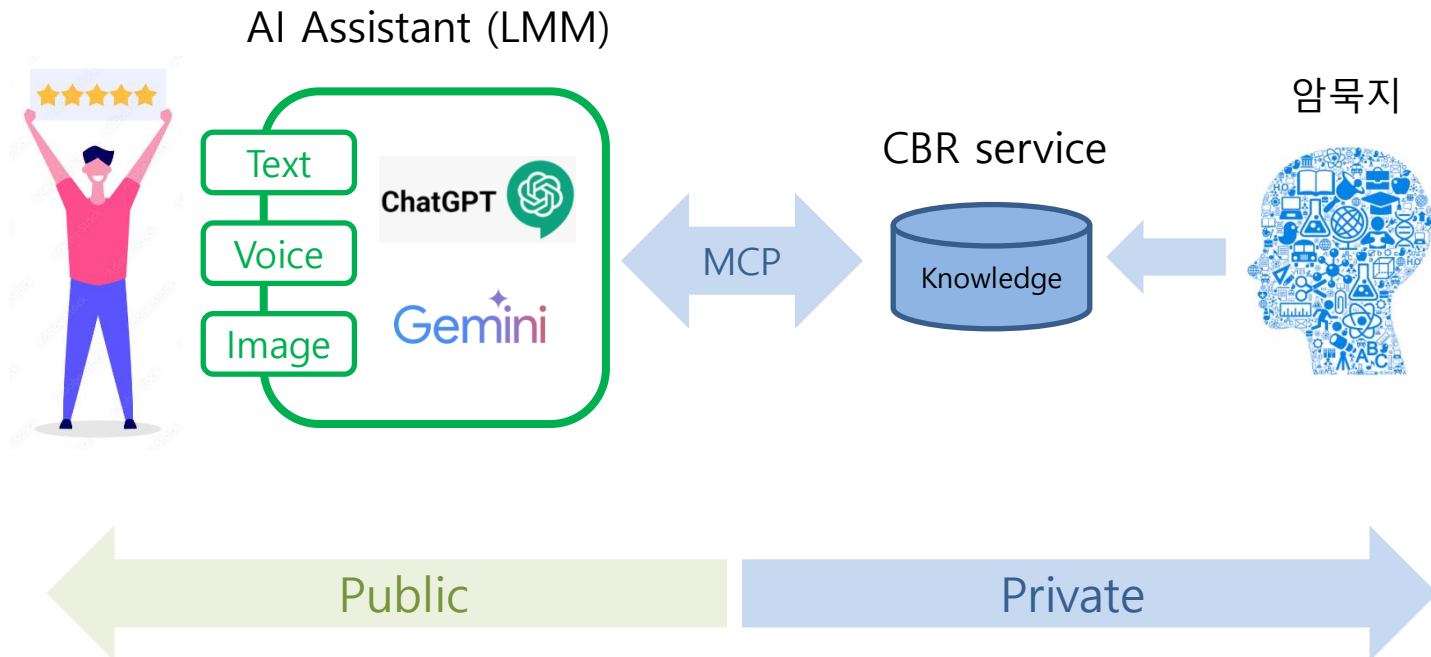 AI Assistant (LMM)
암묵지
CBR service
Text
ChatGPT
Voice
MCP
Knowledge
Gemini
Image
Public
Private